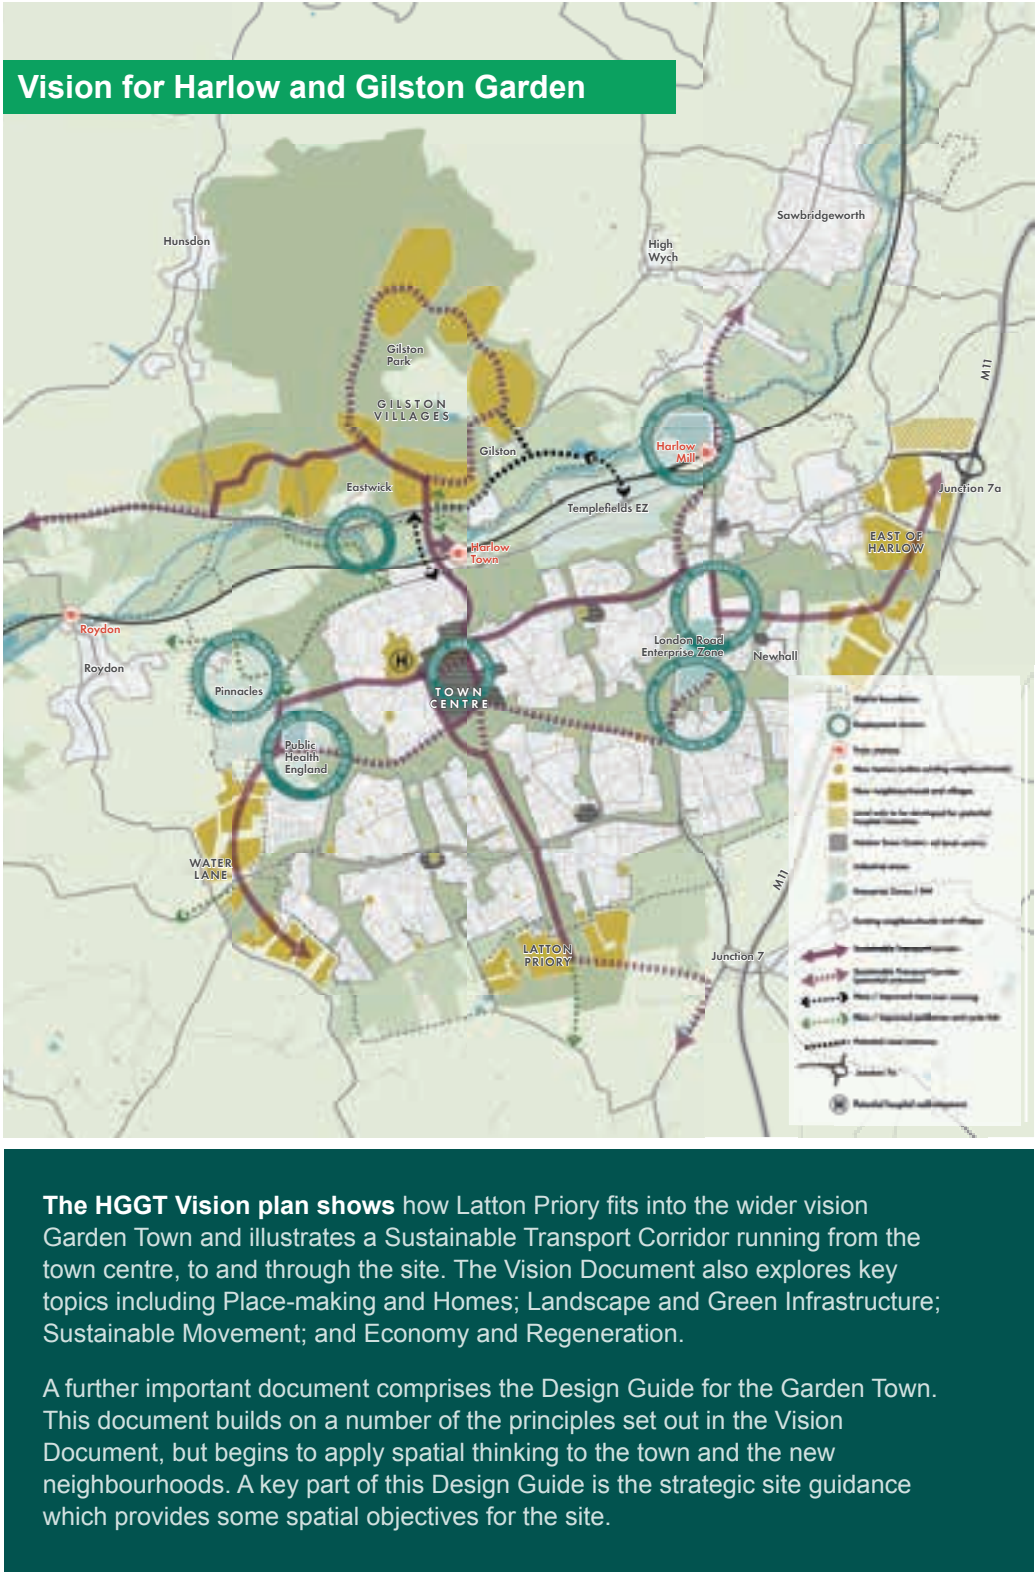 Vision for Harlow and Gilston Garden
Sawbridgeworth
Hunsdon
High
Wych
M11
Gilston
Park
GILSTON
VILLAGES
Harlow
Mill
Gilston
Eastwick
Junction 7a
Templefields EZ
EAST OF
HARLOW
Harlow
Town
Roydon
London Road
Enterprise Zone
Newhall
Roydon
Pinnacles
TOWN
CENTRE
Public
Health
England
WATER
LANE
M11
LATTON
PRIORY
Junction 7
Junction 7a
Potential hospital redevelopment
The HGGT Vision plan shows how Latton Priory fits into the wider vision
Garden Town and illustrates a Sustainable Transport Corridor running from the
town centre, to and through the site. The Vision Document also explores key
topics including Place-making and Homes; Landscape and Green Infrastructure;
Sustainable Movement; and Economy and Regeneration.
A further important document comprises the Design Guide for the Garden Town.
This document builds on a number of the principles set out in the Vision
Document, but begins to apply spatial thinking to the town and the new
neighbourhoods. A key part of this Design Guide is the strategic site guidance
which provides some spatial objectives for the site.